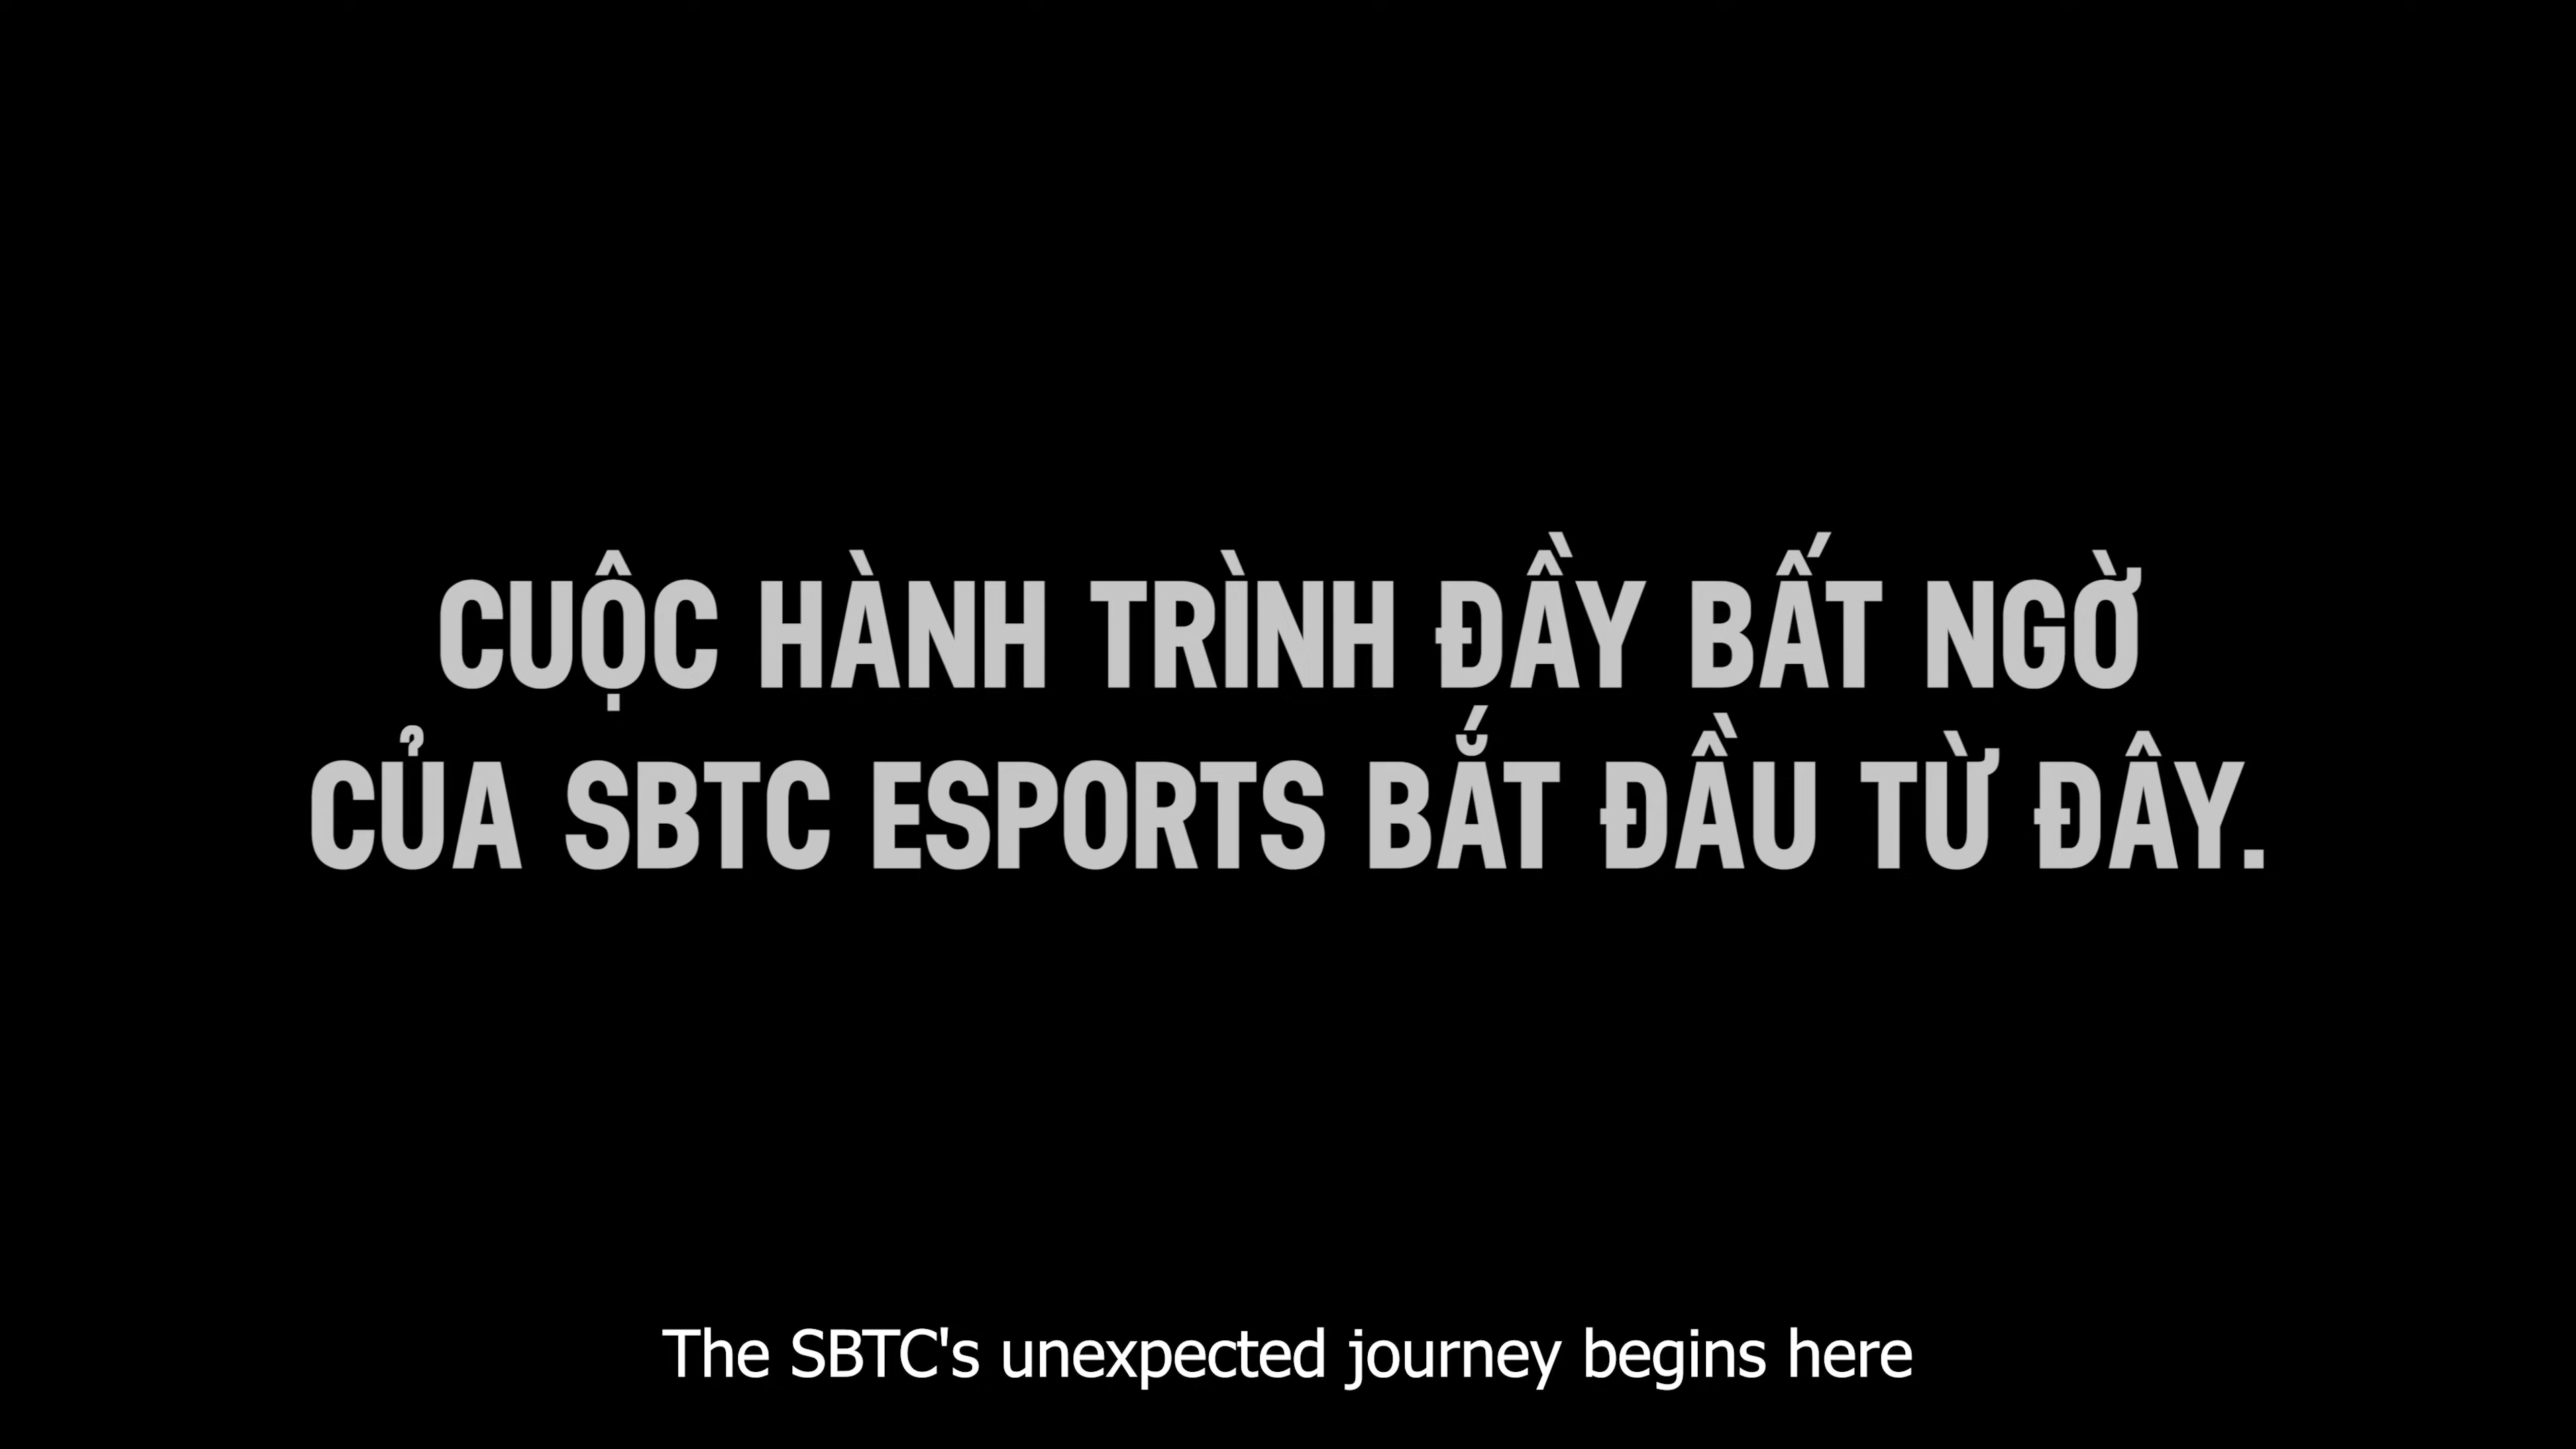 CUỘC HÀNH TRÌNH ĐẦY BẤT NGỜ
CỦA SBTC ESPORTS BẮT ĐẦU TỪ ĐÂY.
The SBTC's unexpected journey begins here